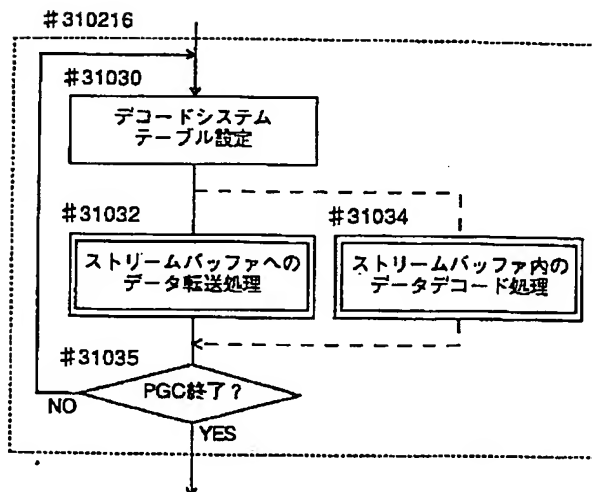 #310216
#31030
デコードシステム
テーブル設定
#31032
#31034
ストリームバッファへの
データ転送処理
ストリームバッファ内の
データデコード処理
#31035
PGC終了?
NO
YES